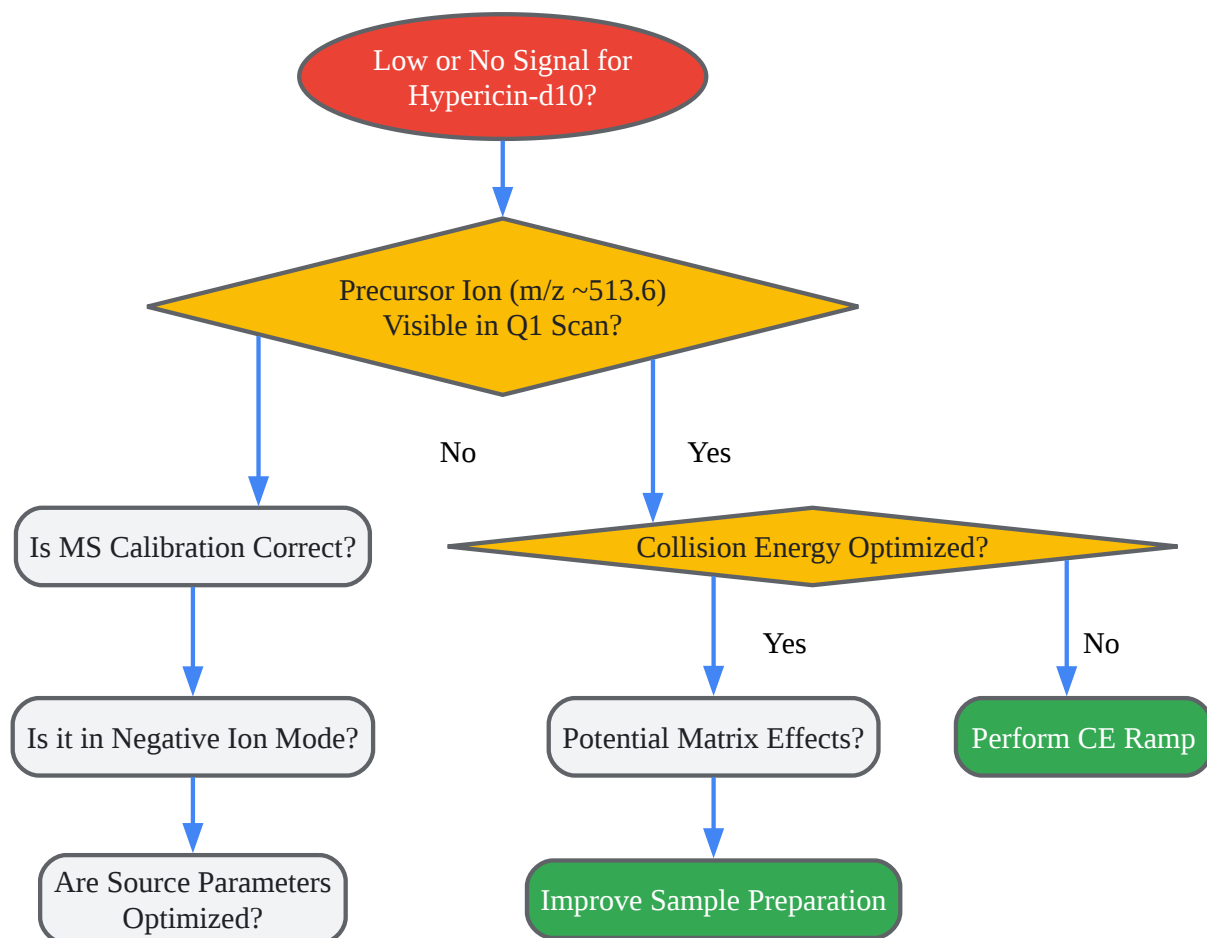 Low or No Signal for
Hypericin-d10?
Precursor Ion (m/z ~513.6)
Visible in Q1 Scan?
No
Yes
Is MS Calibration Correct?
Collision Energy Optimized?
Yes
No
Is it in Negative Ion Mode?
Potential Matrix Effects?
Perform CE Ramp
Are Source Parameters
Optimized?
Improve Sample Preparation